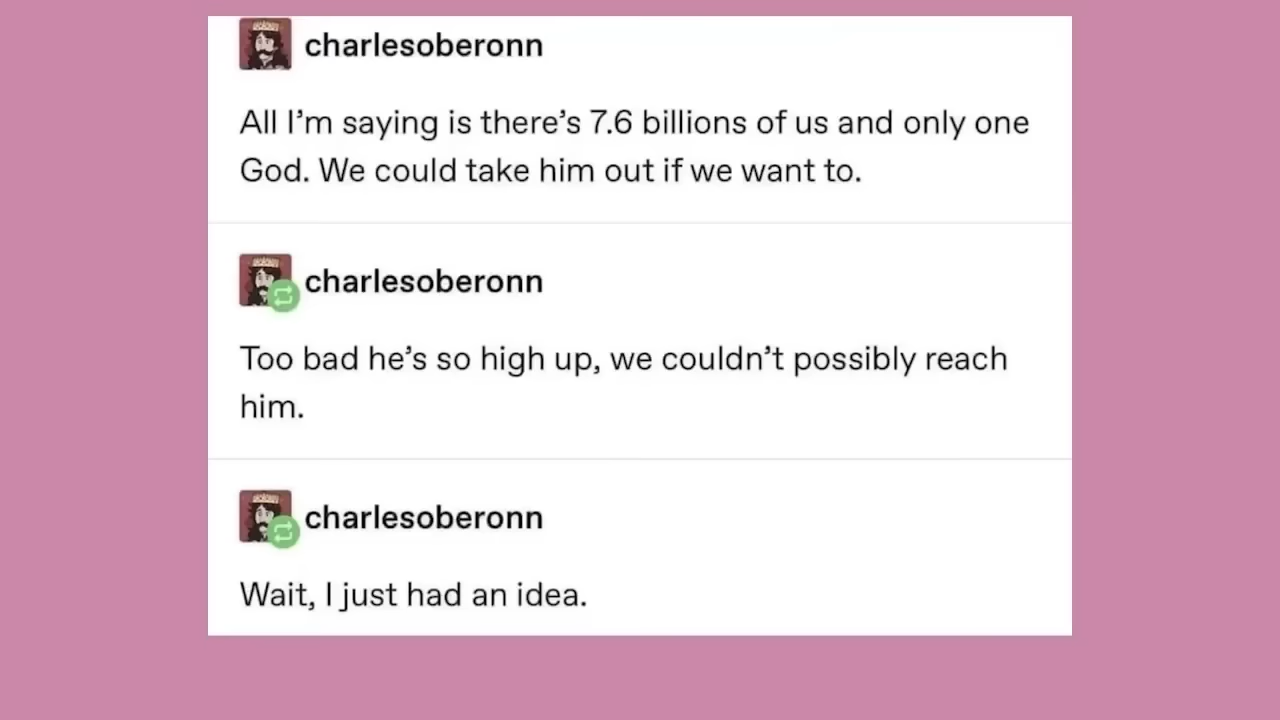 charlesoberonn
All I’m saying is there’s 7.6 billions of us and only one
God. We could take him out if we want to.
charlesoberonn
Too bad he’s so high up, we couldn’t possibly reach
him.
charlesoberonn
Wait, I just had an idea.